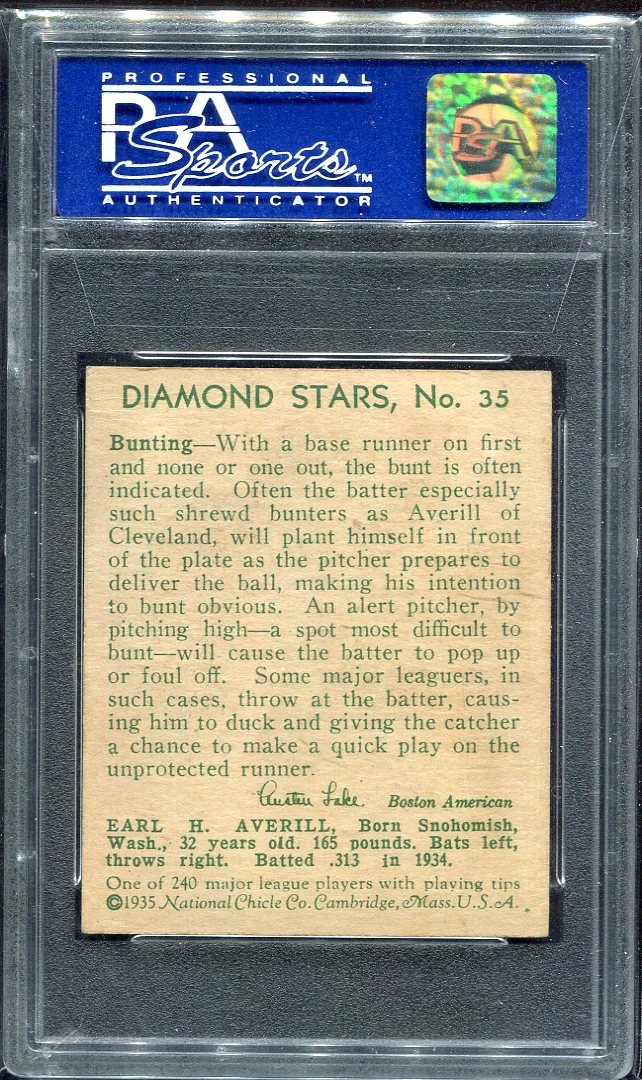 PROFESSIONAL
PSA
Sports™
AUTHENTICATOR
PSA
DIAMOND STARS, No. 35
Bunting—With a base runner on first
and none or one out, the bunt is often
indicated. Often the batter especially
such shrewd bunters as Averill of
Cleveland, will plant himself in front
of the plate as the pitcher prepares to
deliver the ball, making his intention
to bunt obvious. An alert pitcher, by
pitching high—a spot most difficult to
bunt—will cause the batter to pop up
or foul off. Some major leaguers, in
such cases, throw at the batter, caus-
ing him to duck and giving the catcher
a chance to make a quick play on the
unprotected runner.
Austen Lake Boston American
EARL H. AVERILL, Born Snohomish,
Wash., 32 years old. 165 pounds. Bats left,
throws right. Batted .313 in 1934.
One of 240 major league players with playing tips
©1935 National Chicle Co. Cambridge, Mass. U.S.A.